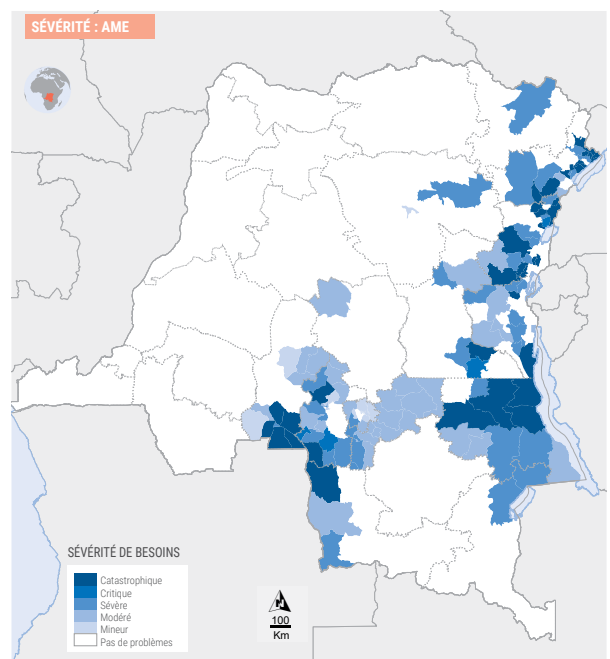 SÉVÉRITÉ : AME
SÉVÉRITÉ DE BESOINS
Catastrophique
Critique
Sévère
Modéré
Mineur
Pas de problèmes
100
Km